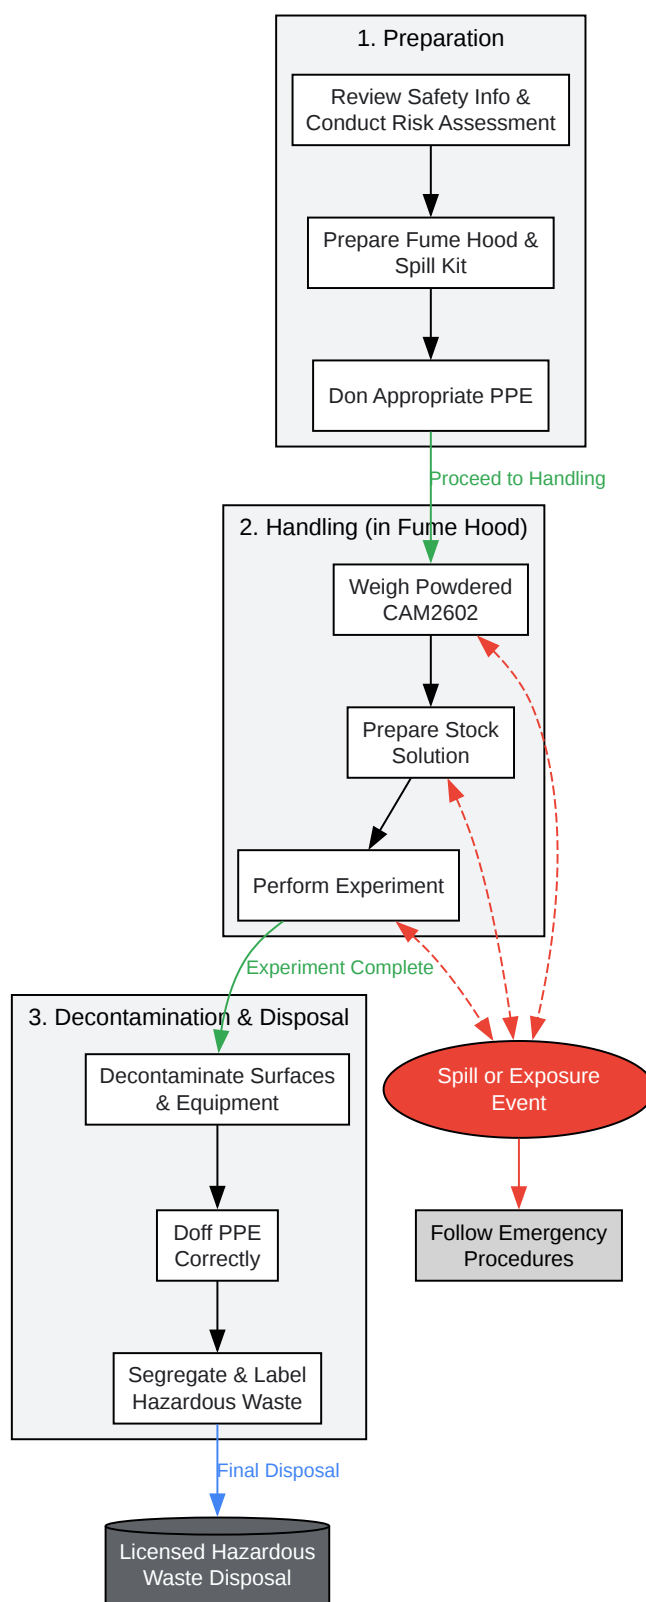 1. Preparation
Review Safety Info &
Conduct Risk Assessment
Prepare Fume Hood &
Spill Kit
Don Appropriate PPE
Proceed to Handling
2. Handling (in Fume Hood)
Weigh Powdered
CAM2602
Prepare Stock
Solution
Perform Experiment
Experiment Complete
3. Decontamination & Disposal
Decontaminate Surfaces
& Equipment
Spill or Exposure
Event
Doff PPE
Correctly
Follow Emergency
Procedures
Segregate & Label
Hazardous Waste
Final Disposal
Licensed Hazardous
Waste Disposal